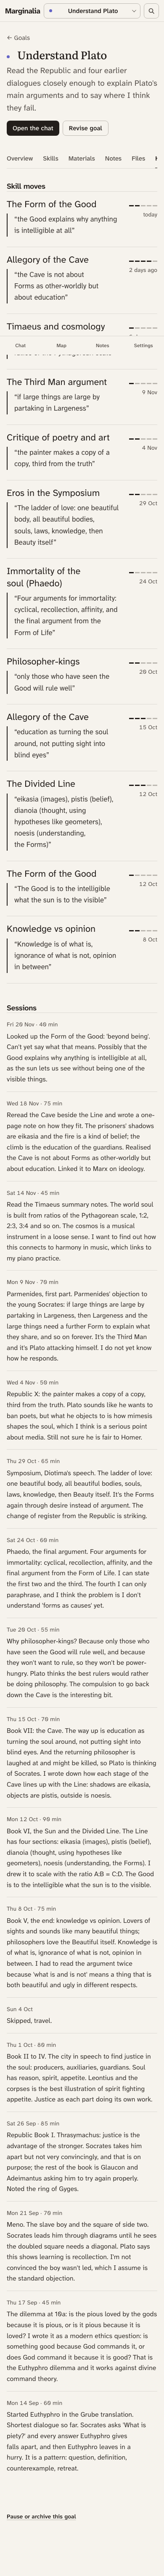 Marginalia
Understand Plato
← Goals
Understand Plato
Read the Republic and four earlier
dialogues closely enough to explain Plato's
main arguments and to say where I think
they fail.
Open the chat
Revise goal
Overview Skills Materials Notes Files
Skill moves
The Form of the Good
today
“the Good explains why anything
is intelligible at all”
Allegory of the Cave
2 days ago
“the Cave is not about
Forms as other-worldly but
about education”
Timaeus and cosmology
Chat Map Notes Settings
The Third Man argument
9 Nov
“if large things are large by
partaking in Largeness”
Critique of poetry and art
4 Nov
“the painter makes a copy of a
copy, third from the truth”
Eros in the Symposium
29 Oct
“The ladder of love: one beautiful
body, all beautiful bodies,
souls, laws, knowledge, then
Beauty itself”
Immortality of the
soul (Phaedo)
24 Oct
“Four arguments for immortality:
cyclical, recollection, affinity, and
the final argument from the
Form of Life”
Philosopher-kings
20 Oct
“only those who have seen the
Good will rule well”
Allegory of the Cave
15 Oct
“education as turning the soul
around, not putting sight into
blind eyes”
The Divided Line
12 Oct
“eikasia (images), pistis (belief),
dianoia (thought, using
hypotheses like geometers),
noesis (understanding,
the Forms)”
The Form of the Good
12 Oct
“The Good is to the intelligible
what the sun is to the visible”
Knowledge vs opinion
8 Oct
“Knowledge is of what is,
ignorance of what is not, opinion
in between”
Sessions
Fri 20 Nov · 40 min
Looked up the Form of the Good: 'beyond being'.
Can't yet say what that means. Possibly that the
Good explains why anything is intelligible at all,
as the sun lets us see without being one of the
visible things.
Wed 18 Nov · 75 min
Reread the Cave beside the Line and wrote a one-
page note on how they fit. The prisoners' shadows
are eikasia and the fire is a kind of belief; the
climb is the education of the guardians. Realised
the Cave is not about Forms as other-worldly but
about education. Linked it to Marx on ideology.
Sat 14 Nov · 45 min
Read the Timaeus summary notes. The world soul
is built from ratios of the Pythagorean scale, 1:2,
2:3, 3:4 and so on. The cosmos is a musical
instrument in a loose sense. I want to find out how
this connects to harmony in music, which links to
my piano practice.
Mon 9 Nov · 70 min
Parmenides, first part. Parmenides' objection to
the young Socrates: if large things are large by
partaking in Largeness, then Largeness and the
large things need a further Form to explain what
they share, and so on forever. It's the Third Man
and it's Plato attacking himself. I do not yet know
how he responds.
Wed 4 Nov · 50 min
Republic X: the painter makes a copy of a copy,
third from the truth. Plato sounds like he wants to
ban poets, but what he objects to is how mimesis
shapes the soul, which I think is a serious point
about media. Still not sure he is fair to Homer.
Thu 29 Oct · 65 min
Symposium, Diotima's speech. The ladder of love:
one beautiful body, all beautiful bodies, souls,
laws, knowledge, then Beauty itself. It's the Forms
again through desire instead of argument. The
change of register from the Republic is striking.
Sat 24 Oct · 60 min
Phaedo, the final argument. Four arguments for
immortality: cyclical, recollection, affinity, and the
final argument from the Form of Life. I can state
the first two and the third. The fourth I can only
paraphrase, and I think the problem is I don't
understand 'forms as causes' yet.
Tue 20 Oct · 55 min
Why philosopher-kings? Because only those who
have seen the Good will rule well, and because
they won't want to rule, so they won't be power-
hungry. Plato thinks the best rulers would rather
be doing philosophy. The compulsion to go back
down the Cave is the interesting bit.
Thu 15 Oct · 70 min
Book VII: the Cave. The way up is education as
turning the soul around, not putting sight into
blind eyes. And the returning philosopher is
laughed at and might be killed, so Plato is thinking
of Socrates. I wrote down how each stage of the
Cave lines up with the Line: shadows are eikasia,
objects are pistis, outside is noesis.
Mon 12 Oct · 90 min
Book VI, the Sun and the Divided Line. The Line
has four sections: eikasia (images), pistis (belief),
dianoia (thought, using hypotheses like
geometers), noesis (understanding, the Forms). I
drew it to scale with the ratio A:B = C:D. The Good
is to the intelligible what the sun is to the visible.
Thu 8 Oct · 75 min
Book V, the end: knowledge vs opinion. Lovers of
sights and sounds like many beautiful things;
philosophers love the Beautiful itself. Knowledge is
of what is, ignorance of what is not, opinion in
between. I had to read the argument twice
because 'what is and is not' means a thing that is
both beautiful and ugly in different respects.
Sun 4 Oct
Skipped, travel.
Thu 1 Oct · 80 min
Book II to IV. The city in speech to find justice in
the soul: producers, auxiliaries, guardians. Soul
has reason, spirit, appetite. Leontius and the
corpses is the best illustration of spirit fighting
appetite. Justice as each part doing its own work.
Sat 26 Sep · 85 min
Republic Book I. Thrasymachus: justice is the
advantage of the stronger. Socrates takes him
apart but not very convincingly, and that is on
purpose; the rest of the book is Glaucon and
Adeimantus asking him to try again properly.
Noted the ring of Gyges.
Mon 21 Sep · 70 min
Meno. The slave boy and the square of side two.
Socrates leads him through diagrams until he sees
the doubled square needs a diagonal. Plato says
this shows learning is recollection. I'm not
convinced the boy wasn't led, which I assume is
the standard objection.
Thu 17 Sep · 45 min
The dilemma at 10a: is the pious loved by the gods
because it is pious, or is it pious because it is
loved? I wrote it as a modern ethics question: is
something good because God commands it, or
does God command it because it is good? That is
the Euthyphro dilemma and it works against divine
command theory.
Mon 14 Sep · 60 min
Started Euthyphro in the Grube translation.
Shortest dialogue so far. Socrates asks 'What is
piety?' and every answer Euthyphro gives
falls apart, and then Euthyphro leaves in a
hurry. It is a pattern: question, definition,
counterexample, retreat.
Pause or archive this goal